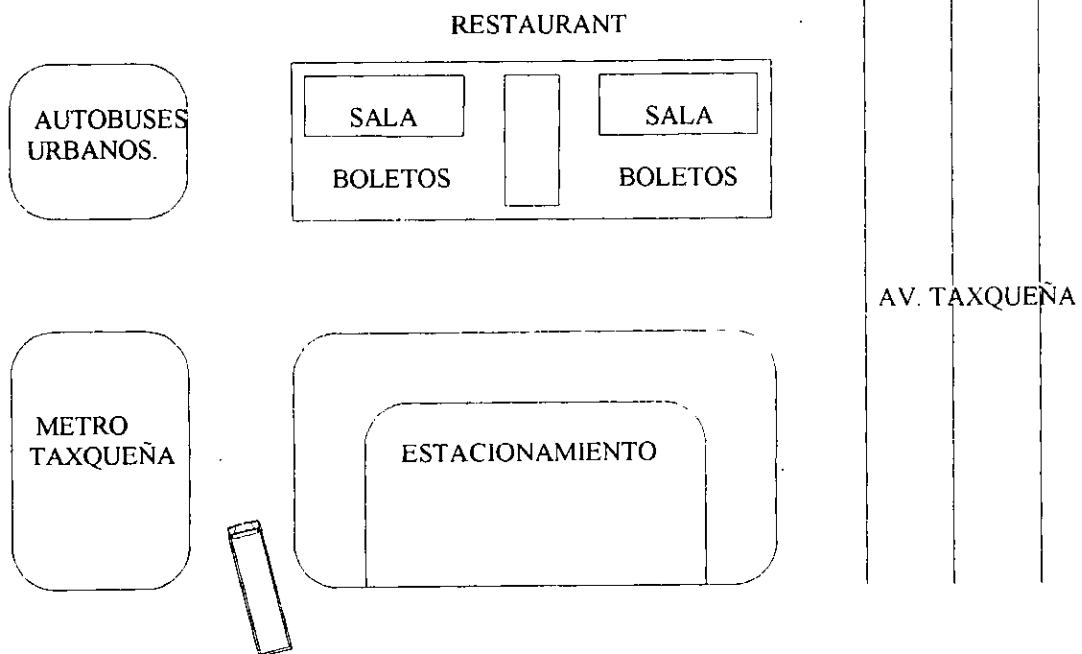 RESTAURANT
AUTOBUSES
URBANOS.
SALA
SALA
BOLETOS
BOLETOS
AV. TAXQUEÑA
METRO
TAXQUEÑA
ESTACIONAMIENTO